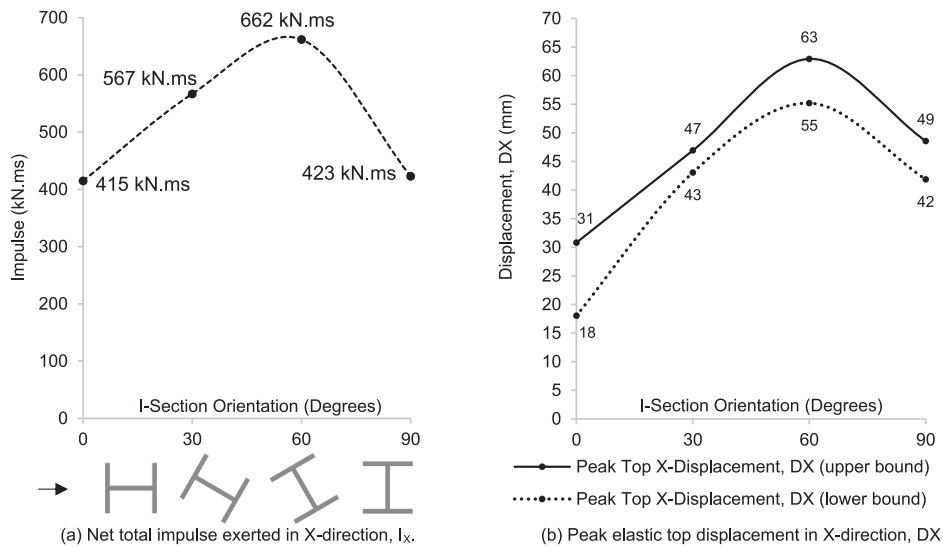 700
600
500
400
300
200
100
0
Impulse (kN.ms)
662 kN.ms
567 kN.ms
415 kN.ms
423 kN.ms
I-Section Orientation (Degrees)
0 30 60 90
(a) Net total impulse exerted in X-direction, Iₓ.
70
65
60
55
50
45
40
35
30
25
20
15
10
5
0
Displacement, DX (mm)
63
47
49
31
55
43
42
18
I-Section Orientation (Degrees)
0 30 60 90
Peak Top X-Displacement, DX (upper bound)
Peak Top X-Displacement, DX (lower bound)
(b) Peak elastic top displacement in X-direction, DX